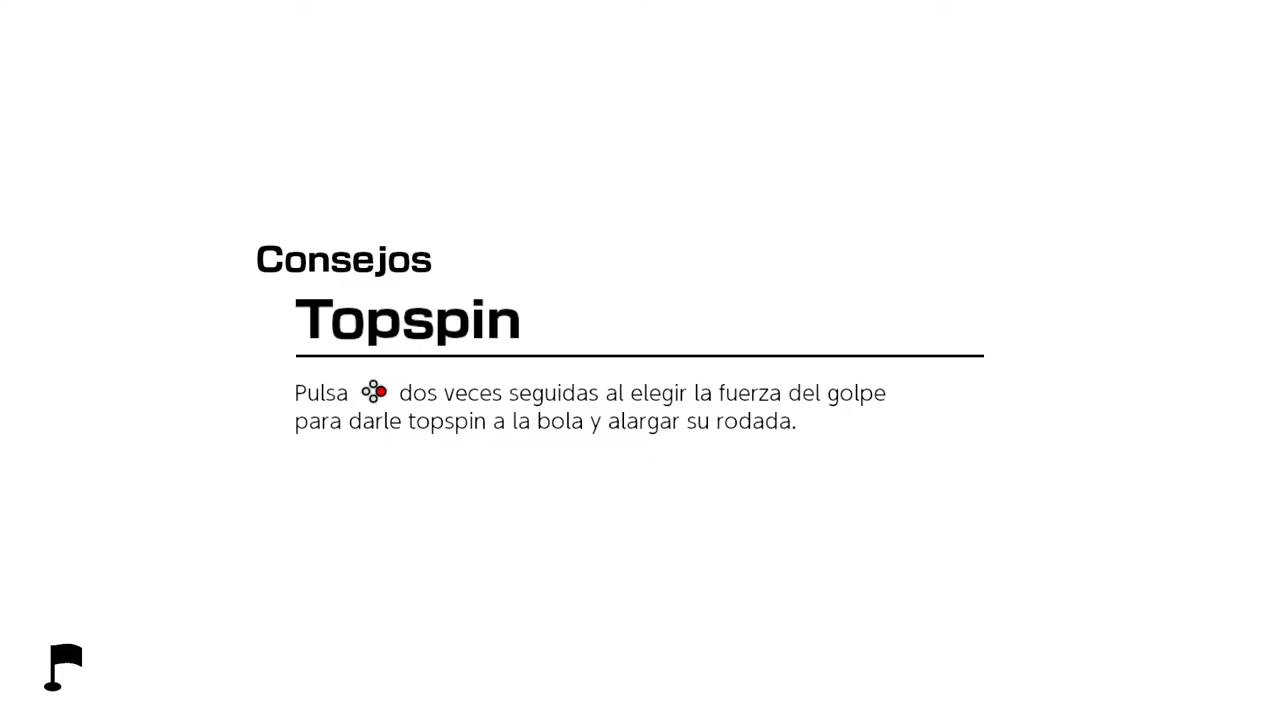 Consejos
Topspin
Pulsa dos veces seguidas al elegir la fuerza del golpe
para darle topspin a la bola y alargar su rodada.